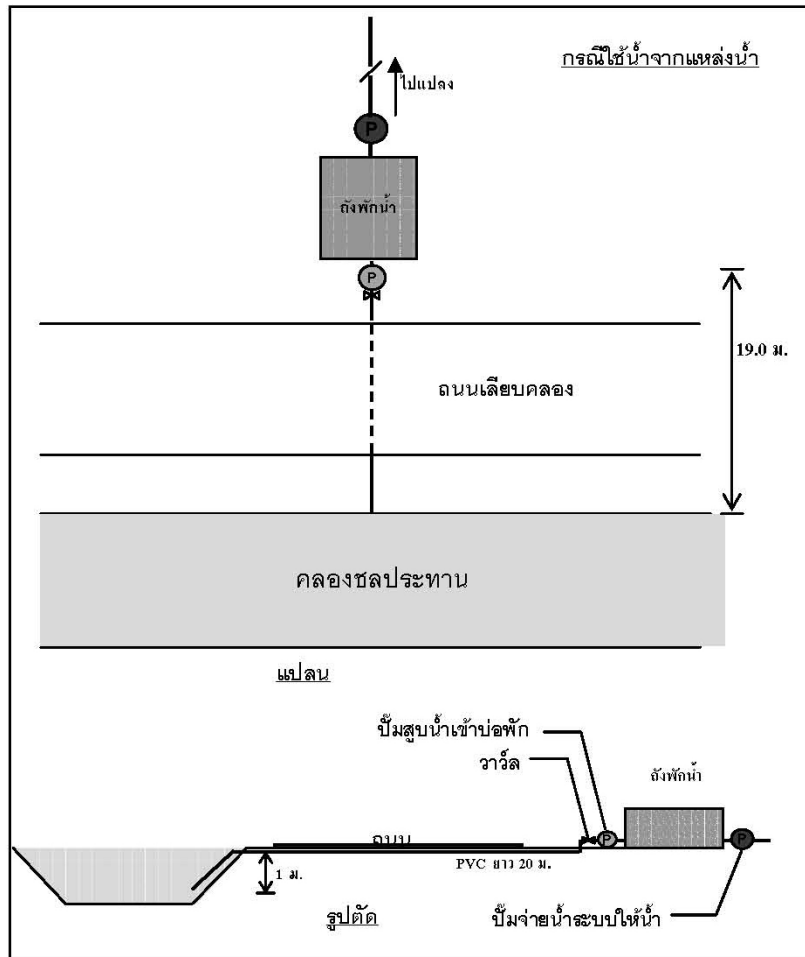 กรณีใช้น้ำจากแหล่งน้ำ
ไปแปลง
P
ถังพักน้ำ
P
19.0 ม.
ถนนเลียบคลอง
คลองชลประทาน
แปลน
ปั๊มสูบน้ำเข้าบ่อพัก
วาว์ล
ถังพักน้ำ
ถนน
P
P
1 ม.
PVC ยาว 20 ม.
รูปตัด
ปั๊มจ่ายน้ำระบบให้น้ำ